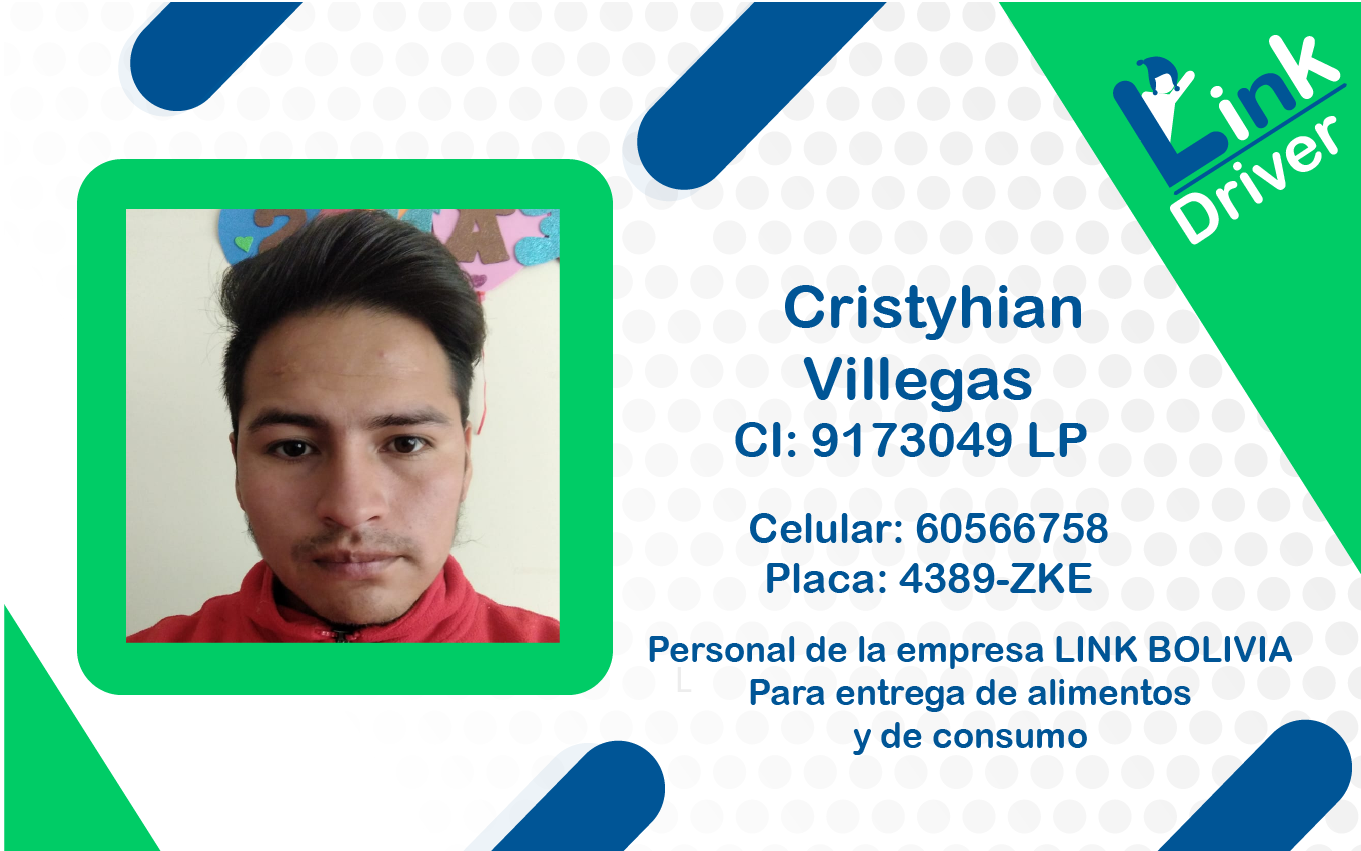 Link
Driver
Cristyhian
Villegas
CI: 9173049 LP
Celular: 60566758
Placa: 4389-ZKE
Personal de la empresa LINK BOLIVIA
L
Para entrega de alimentos
y de consumo